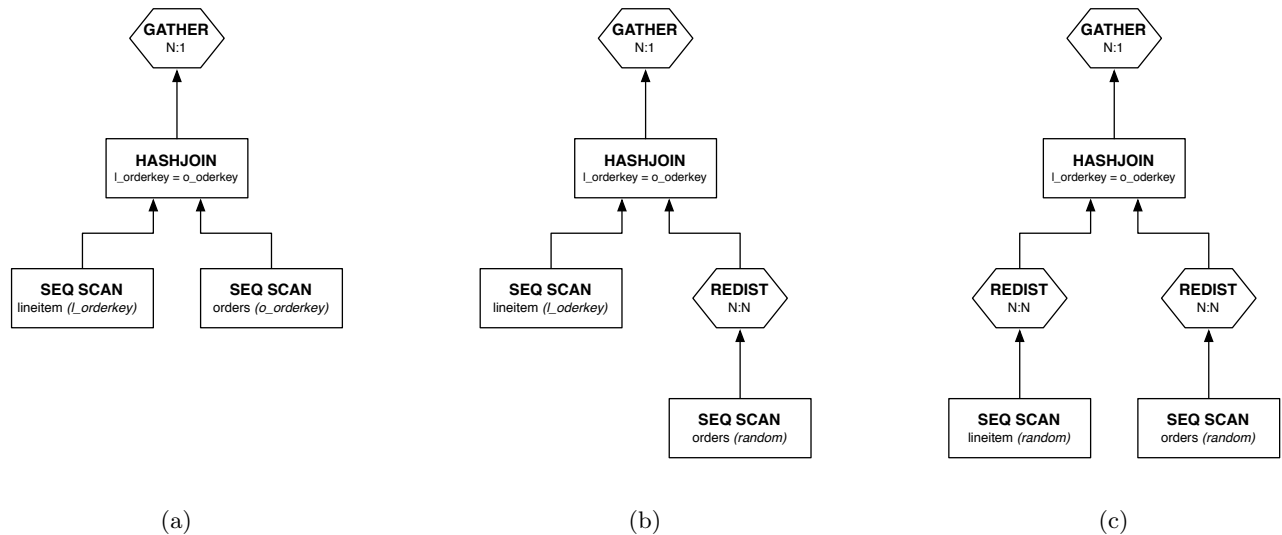 GATHER
N:1
HASHJOIN
l_orderkey = o_oderkey
SEQ SCAN
lineitem (l_orderkey)
SEQ SCAN
orders (o_orderkey)
(a)
GATHER
N:1
HASHJOIN
l_orderkey = o_oderkey
SEQ SCAN
lineitem (l_oderkey)
REDIST
N:N
SEQ SCAN
orders (random)
(b)
GATHER
N:1
HASHJOIN
l_orderkey = o_oderkey
REDIST
N:N
REDIST
N:N
SEQ SCAN
lineitem (random)
SEQ SCAN
orders (random)
(c)